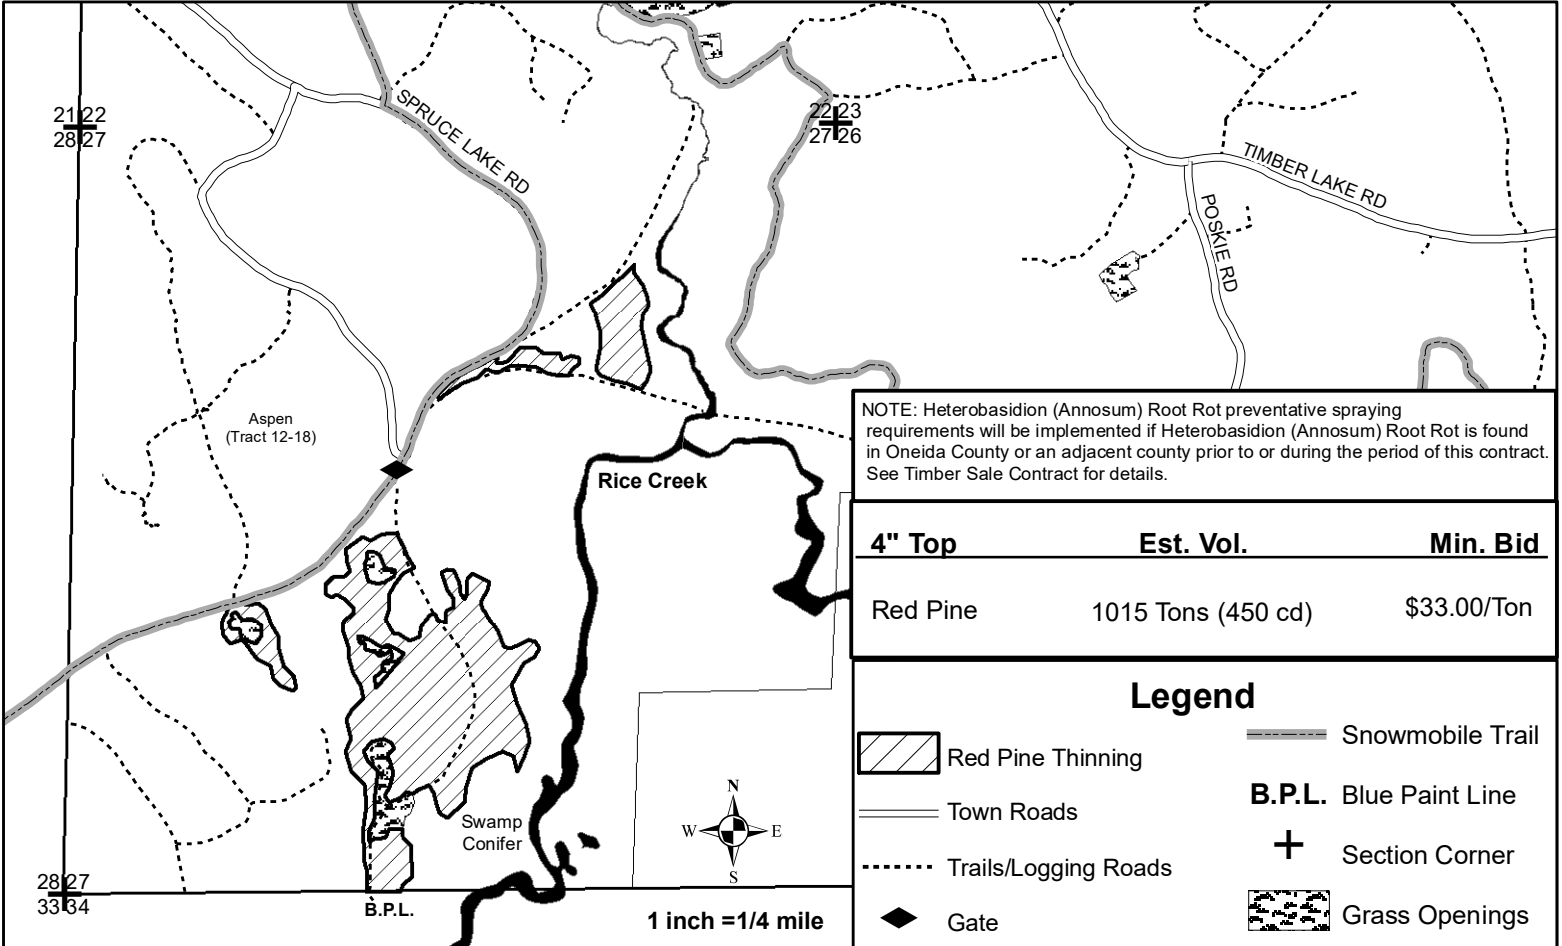 21 22
28 27
SPRUCE LAKE RD
22 23
27 26
TIMBER LAKE RD
POSKIE RD
Aspen
(Tract 12-18)
Rice Creek
NOTE: Heterobasidion (Annosum) Root Rot preventative spraying
requirements will be implemented if Heterobasidion (Annosum) Root Rot is found
in Oneida County or an adjacent county prior to or during the period of this contract.
See Timber Sale Contract for details.
4" Top Est. Vol. Min. Bid
Red Pine 1015 Tons (450 cd) $33.00/Ton
Legend
Red Pine Thinning
Town Roads
Trails/Logging Roads
Gate
Snowmobile Trail
B.P.L. Blue Paint Line
Section Corner
Grass Openings
Swamp
Conifer
N
W E
S
28 27
33 34
B.P.L.
1 inch =1/4 mile